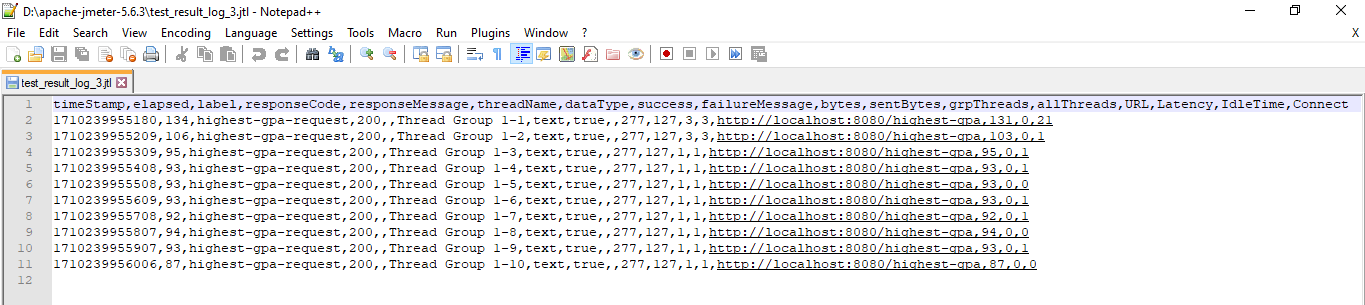 D:\apache-jmeter-5.6.3\test_result_log_3.jtl - Notepad++
File Edit Search View Encoding Language Settings Tools Macro Run Plugins Window ? X
test_result_log_3.jtl
1 timeStamp,elapsed,label,responseCode,responseMessage,threadName,dataType,success,failureMessage,bytes,sentBytes,grpThreads,allThreads,URL,Latency,IdleTime,Connect
2 1710239955180,134,highest-gpa-request,200,,Thread Group 1-1,text,true,,277,127,3,3,http://localhost:8080/highest-gpa,131,0,21
3 1710239955209,106,highest-gpa-request,200,,Thread Group 1-2,text,true,,277,127,3,3,http://localhost:8080/highest-gpa,103,0,1
4 1710239955309,95,highest-gpa-request,200,,Thread Group 1-3,text,true,,277,127,1,1,http://localhost:8080/highest-gpa,95,0,1
5 1710239955408,93,highest-gpa-request,200,,Thread Group 1-4,text,true,,277,127,1,1,http://localhost:8080/highest-gpa,93,0,1
6 1710239955508,93,highest-gpa-request,200,,Thread Group 1-5,text,true,,277,127,1,1,http://localhost:8080/highest-gpa,93,0,0
7 1710239955609,93,highest-gpa-request,200,,Thread Group 1-6,text,true,,277,127,1,1,http://localhost:8080/highest-gpa,93,0,1
8 1710239955708,92,highest-gpa-request,200,,Thread Group 1-7,text,true,,277,127,1,1,http://localhost:8080/highest-gpa,92,0,1
9 1710239955807,94,highest-gpa-request,200,,Thread Group 1-8,text,true,,277,127,1,1,http://localhost:8080/highest-gpa,94,0,0
10 1710239955907,93,highest-gpa-request,200,,Thread Group 1-9,text,true,,277,127,1,1,http://localhost:8080/highest-gpa,93,0,1
11 1710239956006,87,highest-gpa-request,200,,Thread Group 1-10,text,true,,277,127,1,1,http://localhost:8080/highest-gpa,87,0,0
12